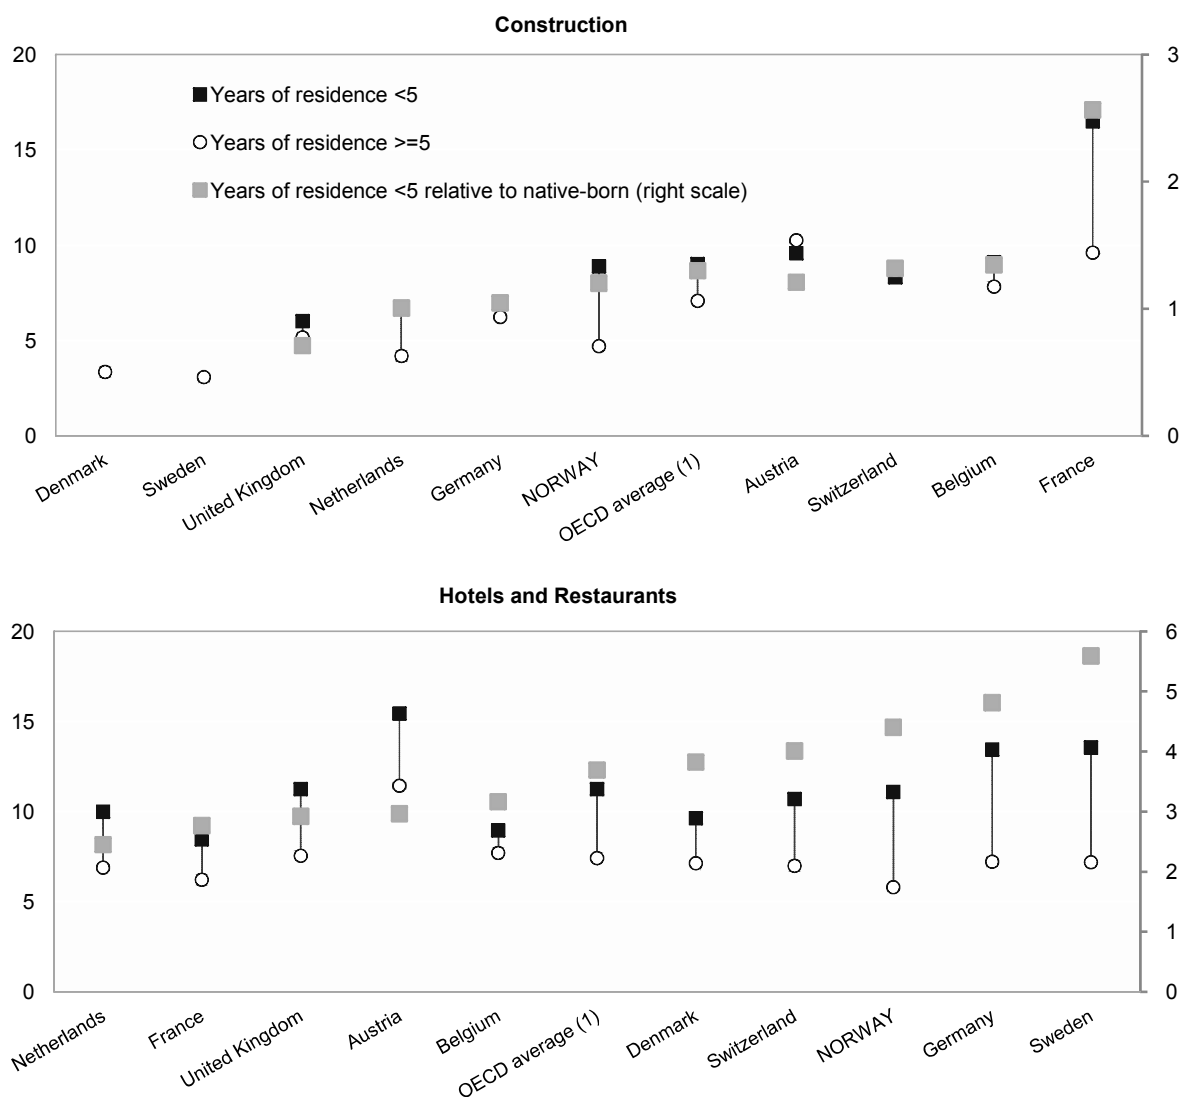 Construction
20
3
Years of residence <5
Years of residence >=5
15
2
Years of residence <5 relative to native-born (right scale)
10
1
5
0
0
Denmark
Sweden
United Kingdom
Netherlands
Germany
NORWAY
OECD average (1)
Austria
Switzerland
Belgium
France
Hotels and Restaurants
20
6
5
15
4
10
3
2
5
1
0
0
Netherlands
France
United Kingdom
Austria
Belgium
OECD average (1)
Denmark
Switzerland
NORWAY
Germany
Sweden